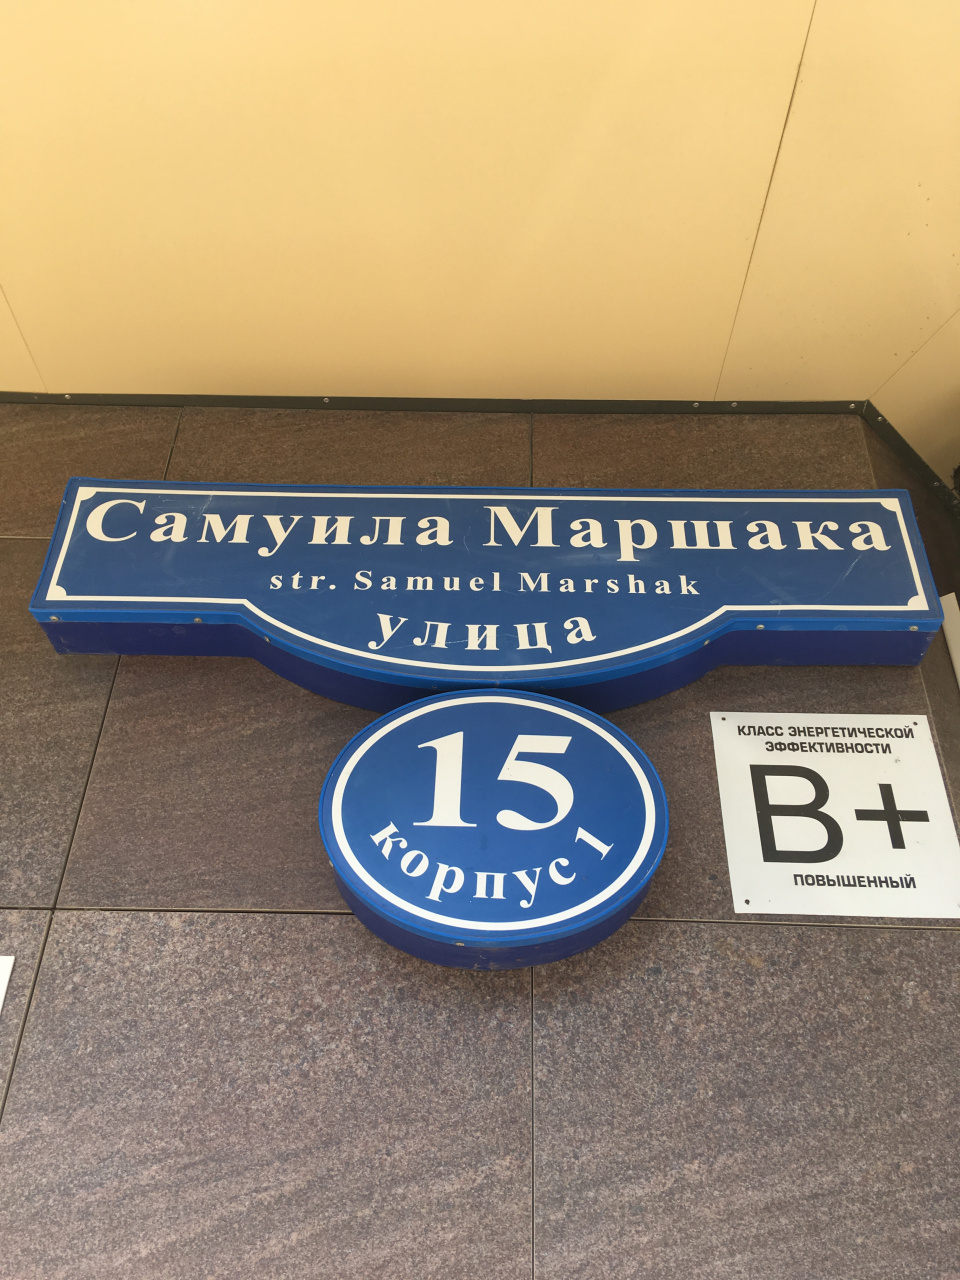 Самуила Маршака
str. Samuel Marshak
улица
15
корпус 1
КЛАСС ЭНЕРГЕТИЧЕСКОЙ
ЭФФЕКТИВНОСТИ
B+
ПОВЫШЕННЫЙ